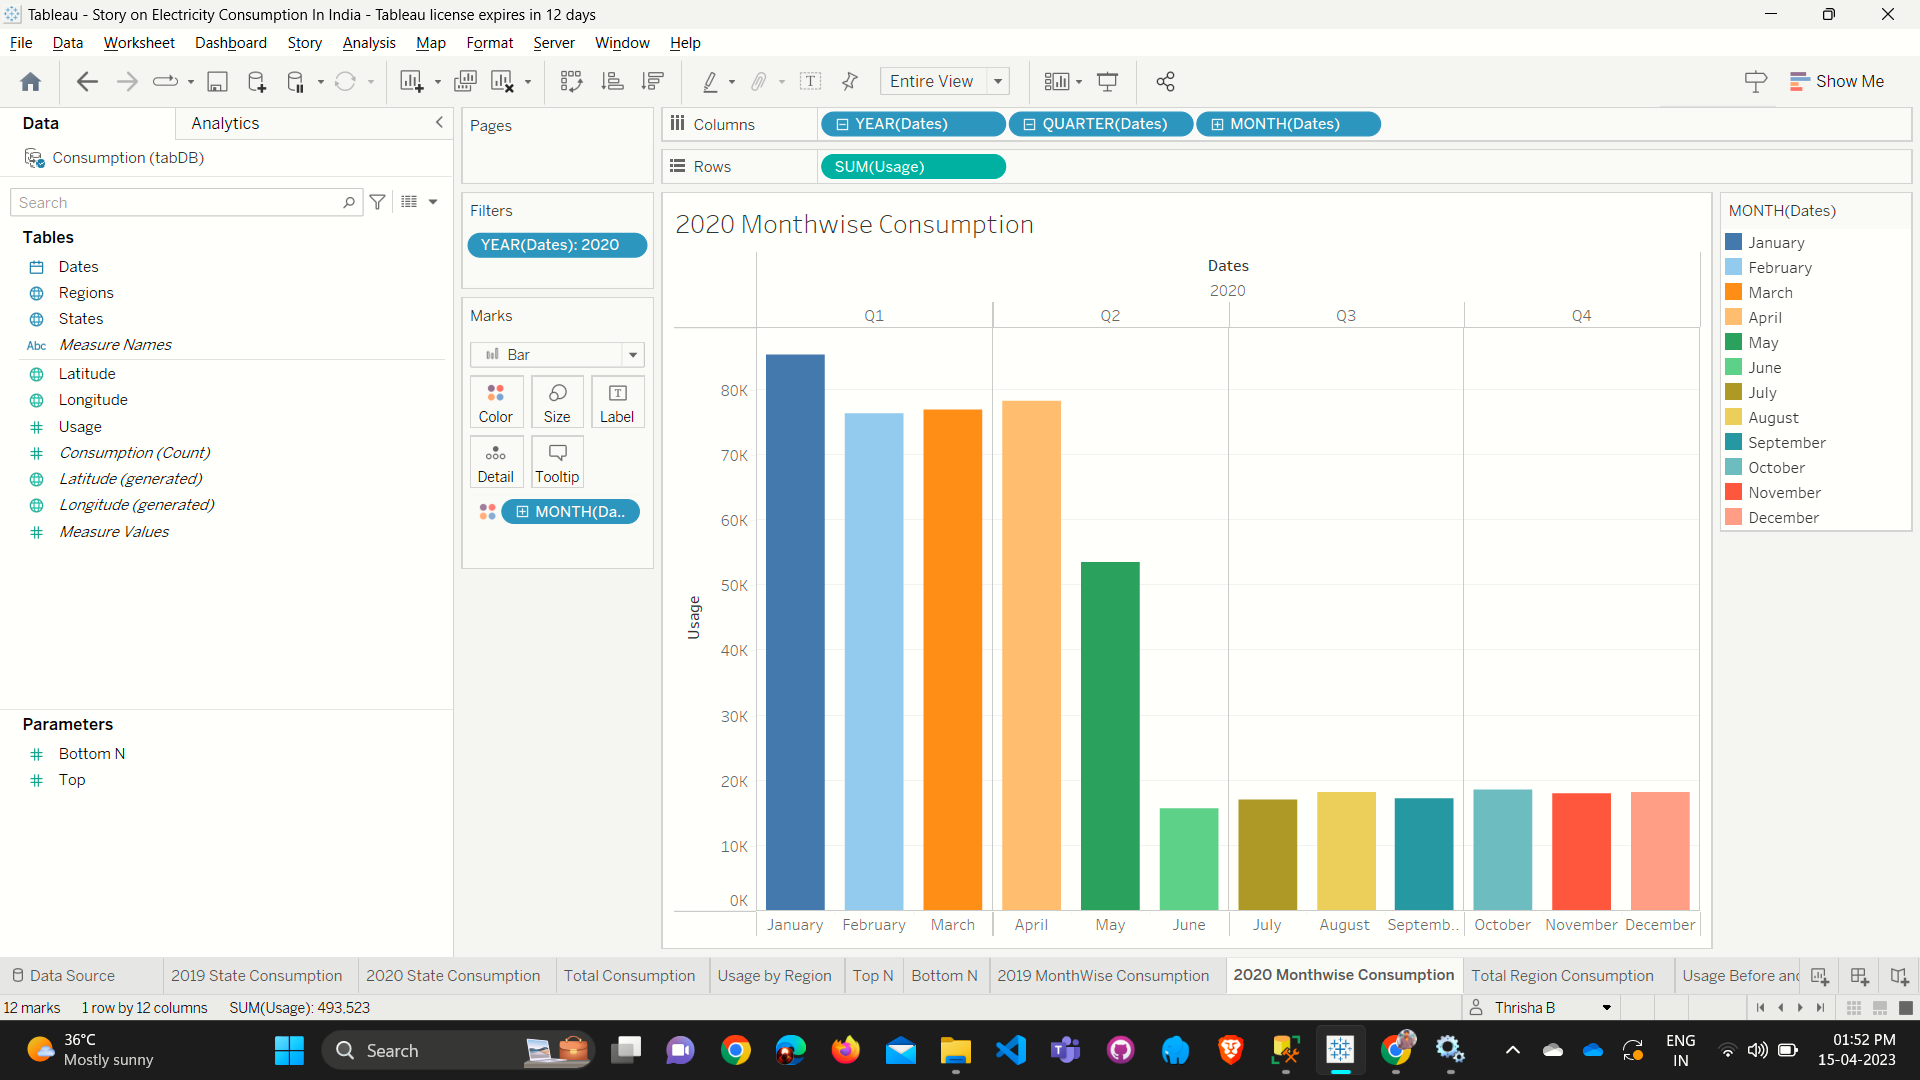 Tableau - Story on Electricity Consumption In India - Tableau license expires in 12 days
File Data Worksheet Dashboard Story Analysis Map Format Server Window Help
Entire View
Show Me
Data Analytics
Consumption (tabDB)
Search
Tables
Dates
Regions
States
Abc Measure Names
Latitude
Longitude
Usage
Consumption (Count)
Latitude (generated)
Longitude (generated)
Measure Values
Parameters
Bottom N
Top
Pages
Filters
YEAR(Dates): 2020
Marks
Bar
Color Size Label
Detail Tooltip
MONTH(Da..
Columns YEAR(Dates) QUARTER(Dates) MONTH(Dates)
Rows SUM(Usage)
2020 Monthwise Consumption
Dates
2020
Q1 Q2 Q3 Q4
80K
70K
60K
50K
40K
30K
20K
10K
0K
Usage
January February March April May June July August Septemb.. October November December
MONTH(Dates)
January
February
March
April
May
June
July
August
September
October
November
December
Data Source 2019 State Consumption 2020 State Consumption Total Consumption Usage by Region Top N Bottom N 2019 MonthWise Consumption 2020 Monthwise Consumption Total Region Consumption Usage Before and
12 marks 1 row by 12 columns SUM(Usage): 493,523 Thrisha B
36°C
Mostly sunny
Search
ENG
IN
01:52 PM
15-04-2023